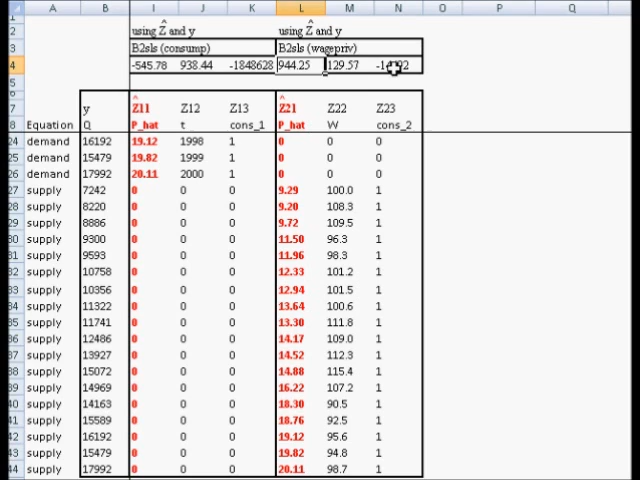 A B I J K L M N O P Q
2 using Ẑ and y using Ẑ and y
3 B2sls (consump) B2sls (wagepriv)
4 -545.78 938.44 -1848628 944.25 129.57
5
6 ^ ^
7 y Z11 Z12 Z13 Z21 Z22 Z23
8 Equation Q P_hat t cons_1 P_hat W cons_2
24 demand 16192 19.12 1998 1 0 0 0
25 demand 15479 19.82 1999 1 0 0 0
26 demand 17992 20.11 2000 1 0 0 0
27 supply 7242 0 0 0 9.29 100.0 1
28 supply 8220 0 0 0 9.20 108.3 1
29 supply 8886 0 0 0 9.72 109.5 1
30 supply 9300 0 0 0 11.50 96.3 1
31 supply 9593 0 0 0 11.96 98.3 1
32 supply 10758 0 0 0 12.33 101.2 1
33 supply 10356 0 0 0 12.94 101.5 1
34 supply 11322 0 0 0 13.64 100.6 1
35 supply 11741 0 0 0 13.30 111.8 1
36 supply 12486 0 0 0 14.17 109.0 1
37 supply 13927 0 0 0 14.52 112.3 1
38 supply 15072 0 0 0 14.88 115.4 1
39 supply 14969 0 0 0 16.22 107.2 1
40 supply 14163 0 0 0 18.30 90.5 1
41 supply 15589 0 0 0 18.76 92.5 1
42 supply 16192 0 0 0 19.12 95.6 1
43 supply 15479 0 0 0 19.82 94.8 1
44 supply 17992 0 0 0 20.11 98.7 1